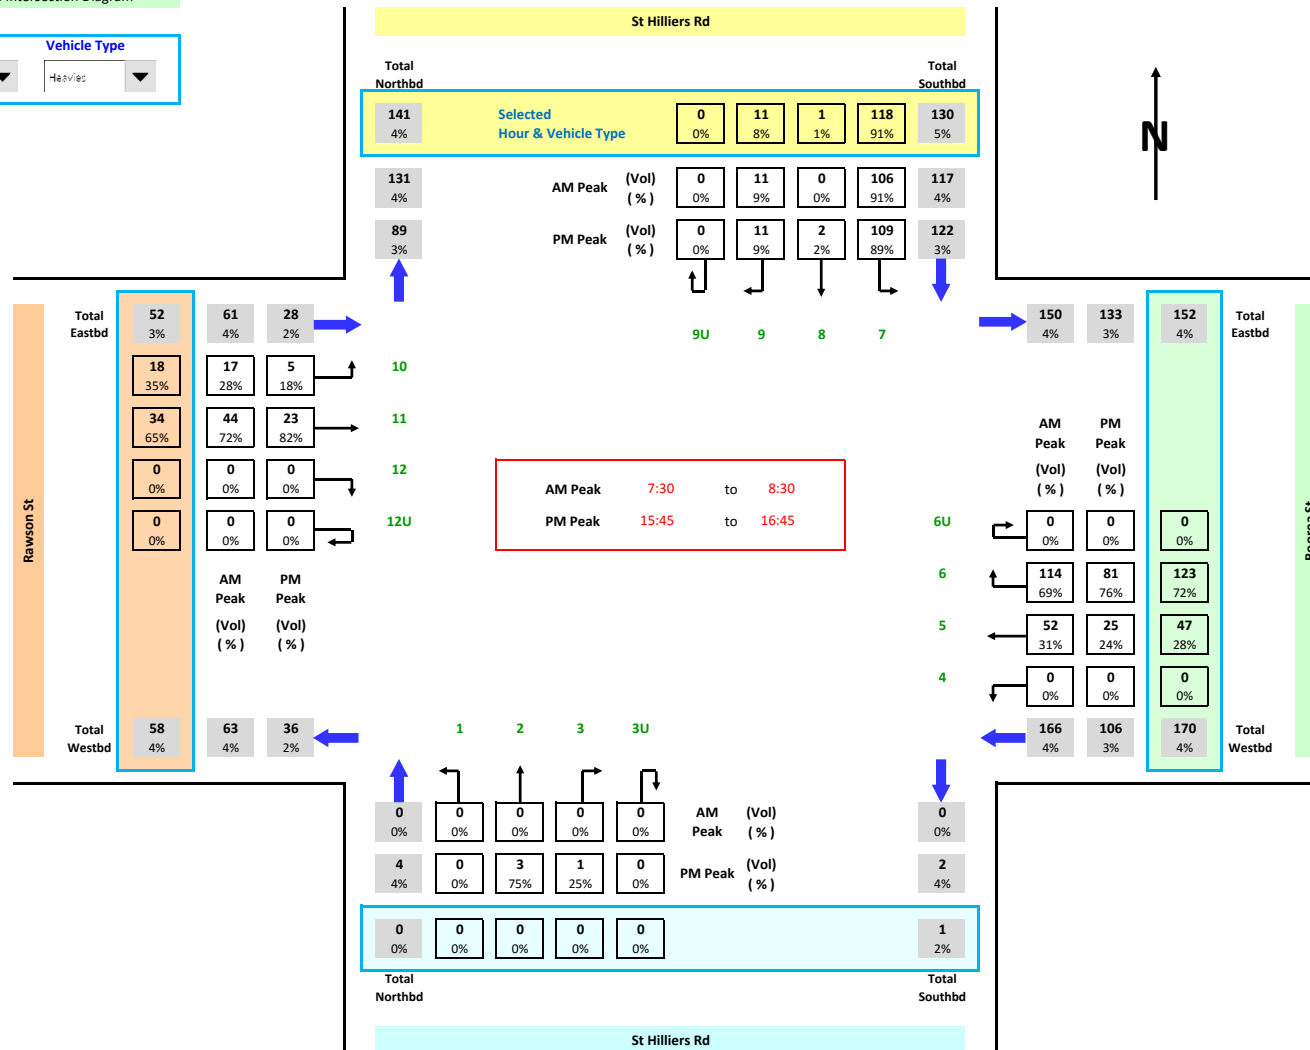 Intersection Diagram
St Hilliers Rd
Vehicle Type
Heavies
Total Northbd
Total Southbd
141 Selected 0 11 1 118 130
4% Hour & Vehicle Type 0% 8% 1% 91% 5%
N
131 AM Peak (Vol) 0 11 0 106 117
4% ( % ) 0% 9% 0% 91% 4%
89 PM Peak (Vol) 0 11 2 109 122
3% ( % ) 0% 9% 2% 89% 3%
9U 9 8 7
Total Eastbd
52 61 28
3% 4% 2%
18 17 5 10
35% 28% 18%
34 44 23 11
65% 72% 82%
0 0 0 12
0% 0% 0%
0 0 0 12U
0% 0% 0%
AM Peak PM Peak
(Vol) (Vol)
( % ) ( % )
Rawson St
Total Westbd
58 63 36
4% 4% 2%
AM Peak 7:30 to 8:30
PM Peak 15:45 to 16:45
150 133 152 Total
4% 3% 4% Eastbd
AM Peak PM Peak
(Vol) (Vol)
( % ) ( % )
6U 0 0 0
0% 0% 0%
6 114 81 123
69% 76% 72%
5 52 25 47
31% 24% 28%
4 0 0 0
0% 0% 0%
166 106 170 Total
4% 3% 4% Westbd
1 2 3 3U
0 0 0 0 0 AM (Vol) 0
0% 0% 0% 0% 0% Peak ( % ) 0%
4 0 3 1 0 PM Peak (Vol) 2
4% 0% 75% 25% 0% ( % ) 4%
0 0 0 0 0 1
0% 0% 0% 0% 0% 2%
Total Northbd
Total Southbd
St Hilliers Rd